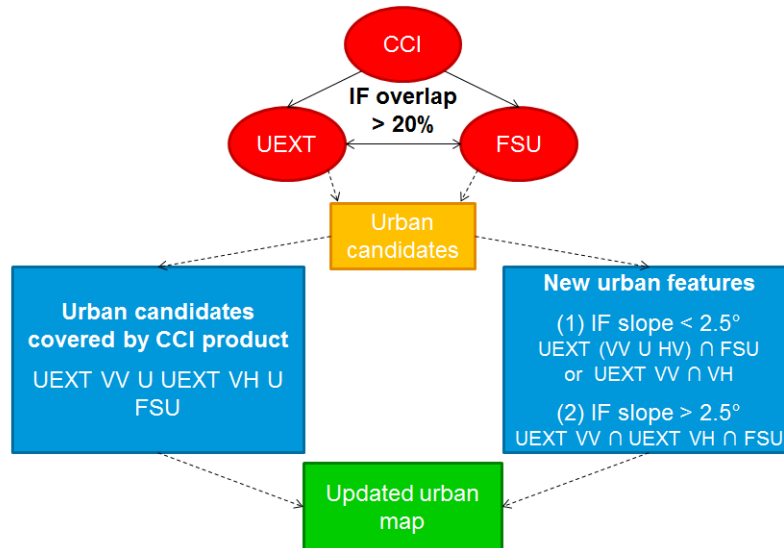 CCI
IF overlap
> 20%
UEXT
FSU
Urban
candidates
Urban candidates
covered by CCI product
UEXT VV U UEXT VH U
FSU
New urban features
(1) IF slope < 2.5°
UEXT (VV U HV) ∩ FSU
or UEXT VV ∩ VH
(2) IF slope > 2.5°
UEXT VV ∩ UEXT VH ∩ FSU
Updated urban
map